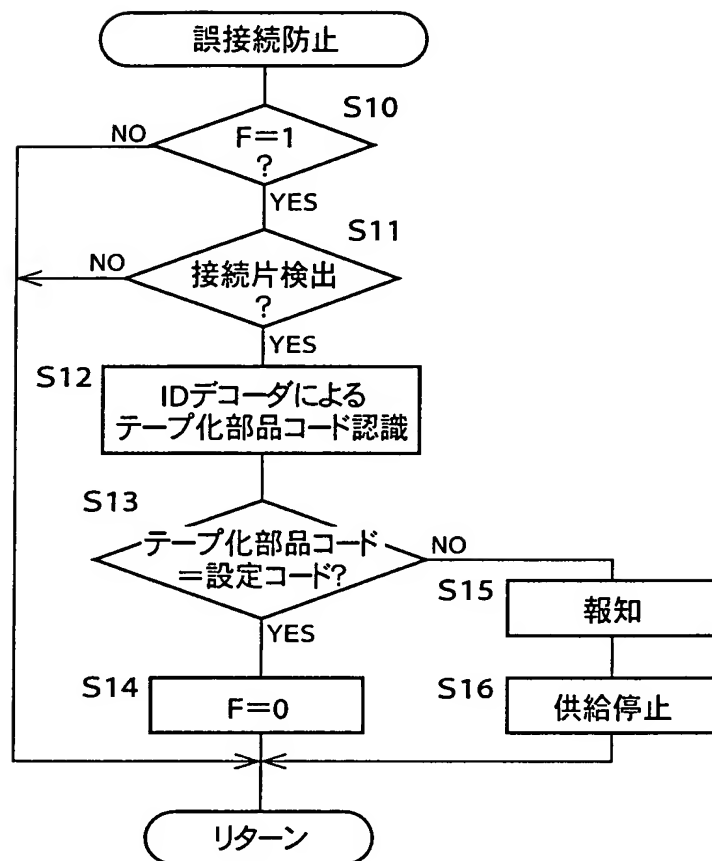 誤接続防止
S10
NO
F=1
?
YES
S11
NO
接続片検出
?
YES
S12
IDデコーダによる
テープ化部品コード認識
S13
テープ化部品コード
=設定コード?
NO
YES
S15
報知
S14
F=0
S16
供給停止
リターン